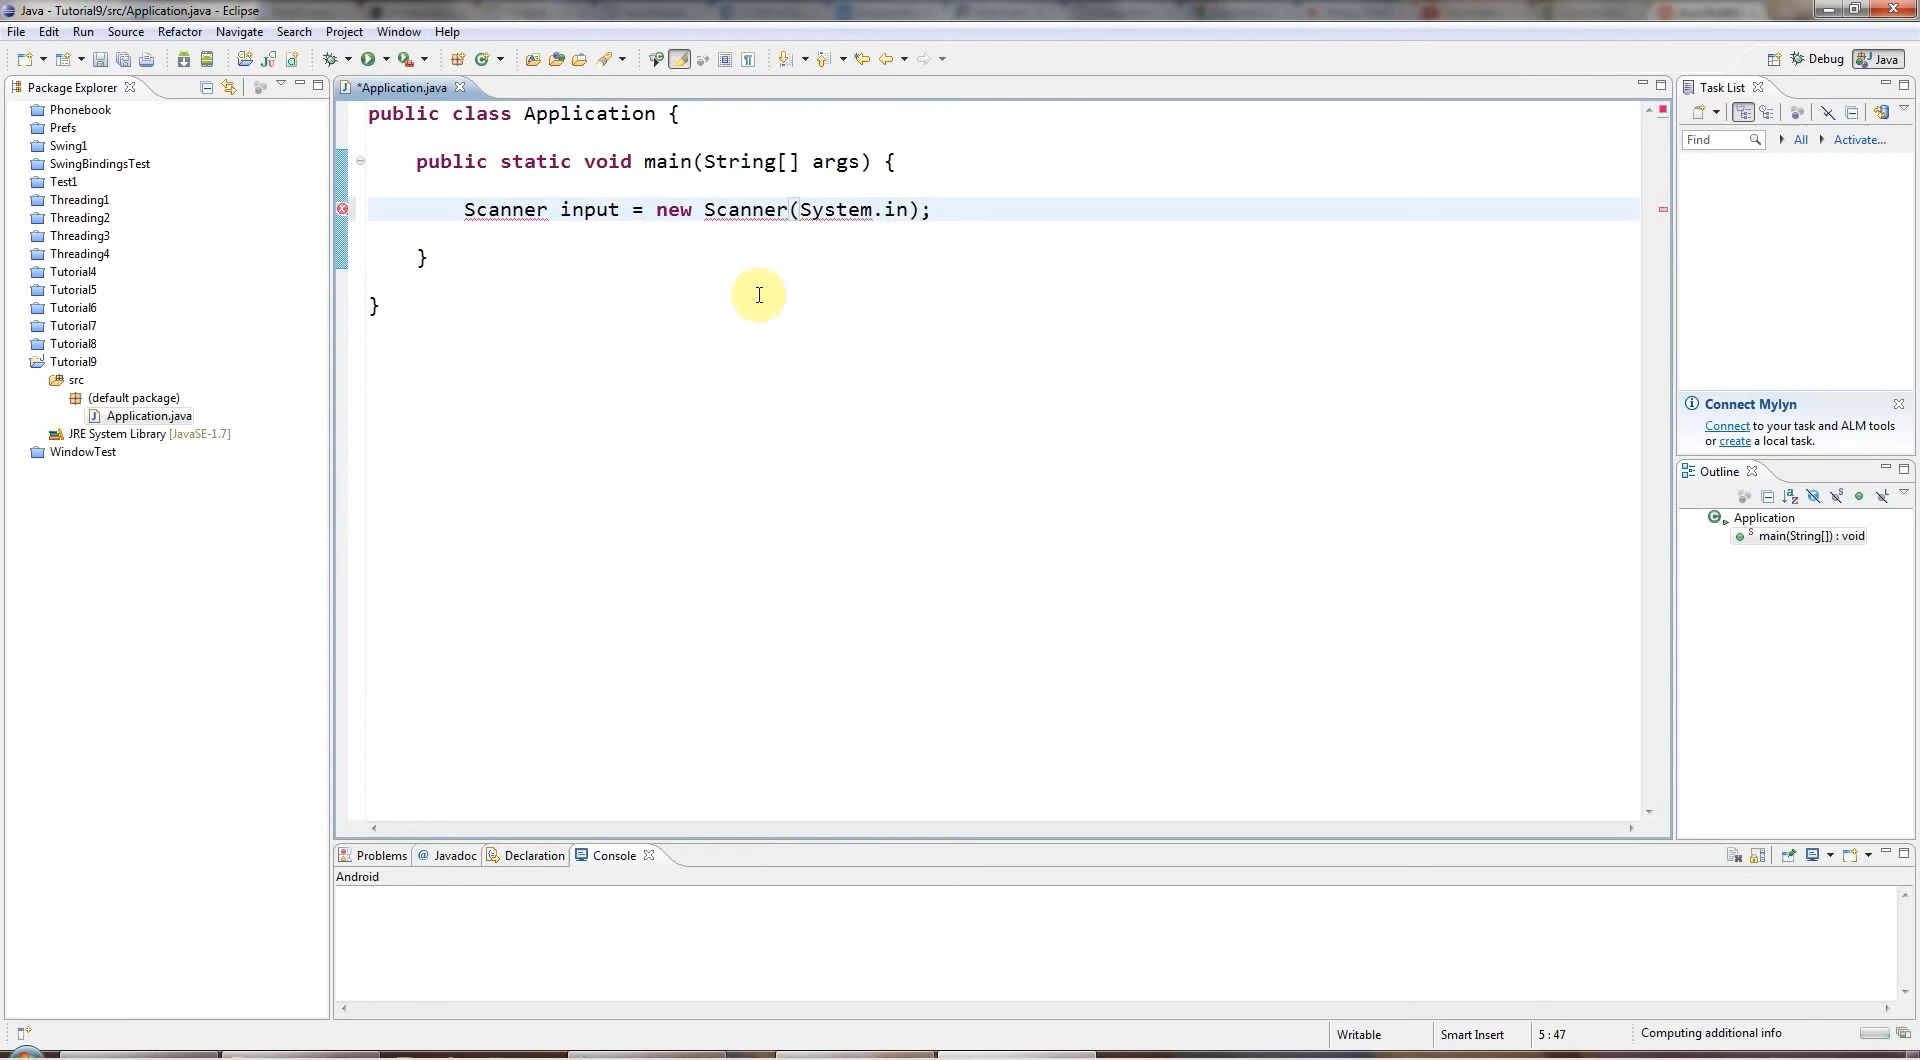 Java - Tutorial9/src/Application.java - Eclipse
File Edit Run Source Refactor Navigate Search Project Window Help
Debug Java
Package Explorer
Phonebook
Prefs
Swing1
SwingBindingsTest
Test1
Threading1
Threading2
Threading3
Threading4
Tutorial4
Tutorial5
Tutorial6
Tutorial7
Tutorial8
Tutorial9
src
(default package)
Application.java
JRE System Library [JavaSE-1.7]
WindowTest
*Application.java
public class Application {
public static void main(String[] args) {
Scanner input = new Scanner(System.in);
}
}
Task List
Find All Activate...
Connect Mylyn
Connect to your task and ALM tools
or create a local task.
Outline
Application
main(String[]) : void
Problems @ Javadoc Declaration Console
Android
Writable Smart Insert 5 : 47 Computing additional info